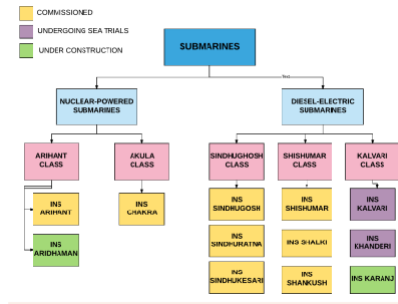 COMMISSIONED
UNDERGOING SEA TRIALS
UNDER CONSTRUCTION
SUBMARINES
Text
NUCLEAR-POWERED
SUBMARINES
DIESEL-ELECTRIC
SUBMARINES
ARIHANT
CLASS
AKULA
CLASS
SINDHUGHOSH
CLASS
SHISHUMAR
CLASS
KALVARI
CLASS
INS
ARIHANT
INS
CHAKRA
INS
SINDHUGOSH
INS
SHISHUMAR
INS
KALVARI
INS
ARIDHAMAN
INS
SINDHURATNA
INS SHALKI
INS
KHANDERI
INS
SINDHUKESARI
INS
SHANKUSH
INS KARANJ